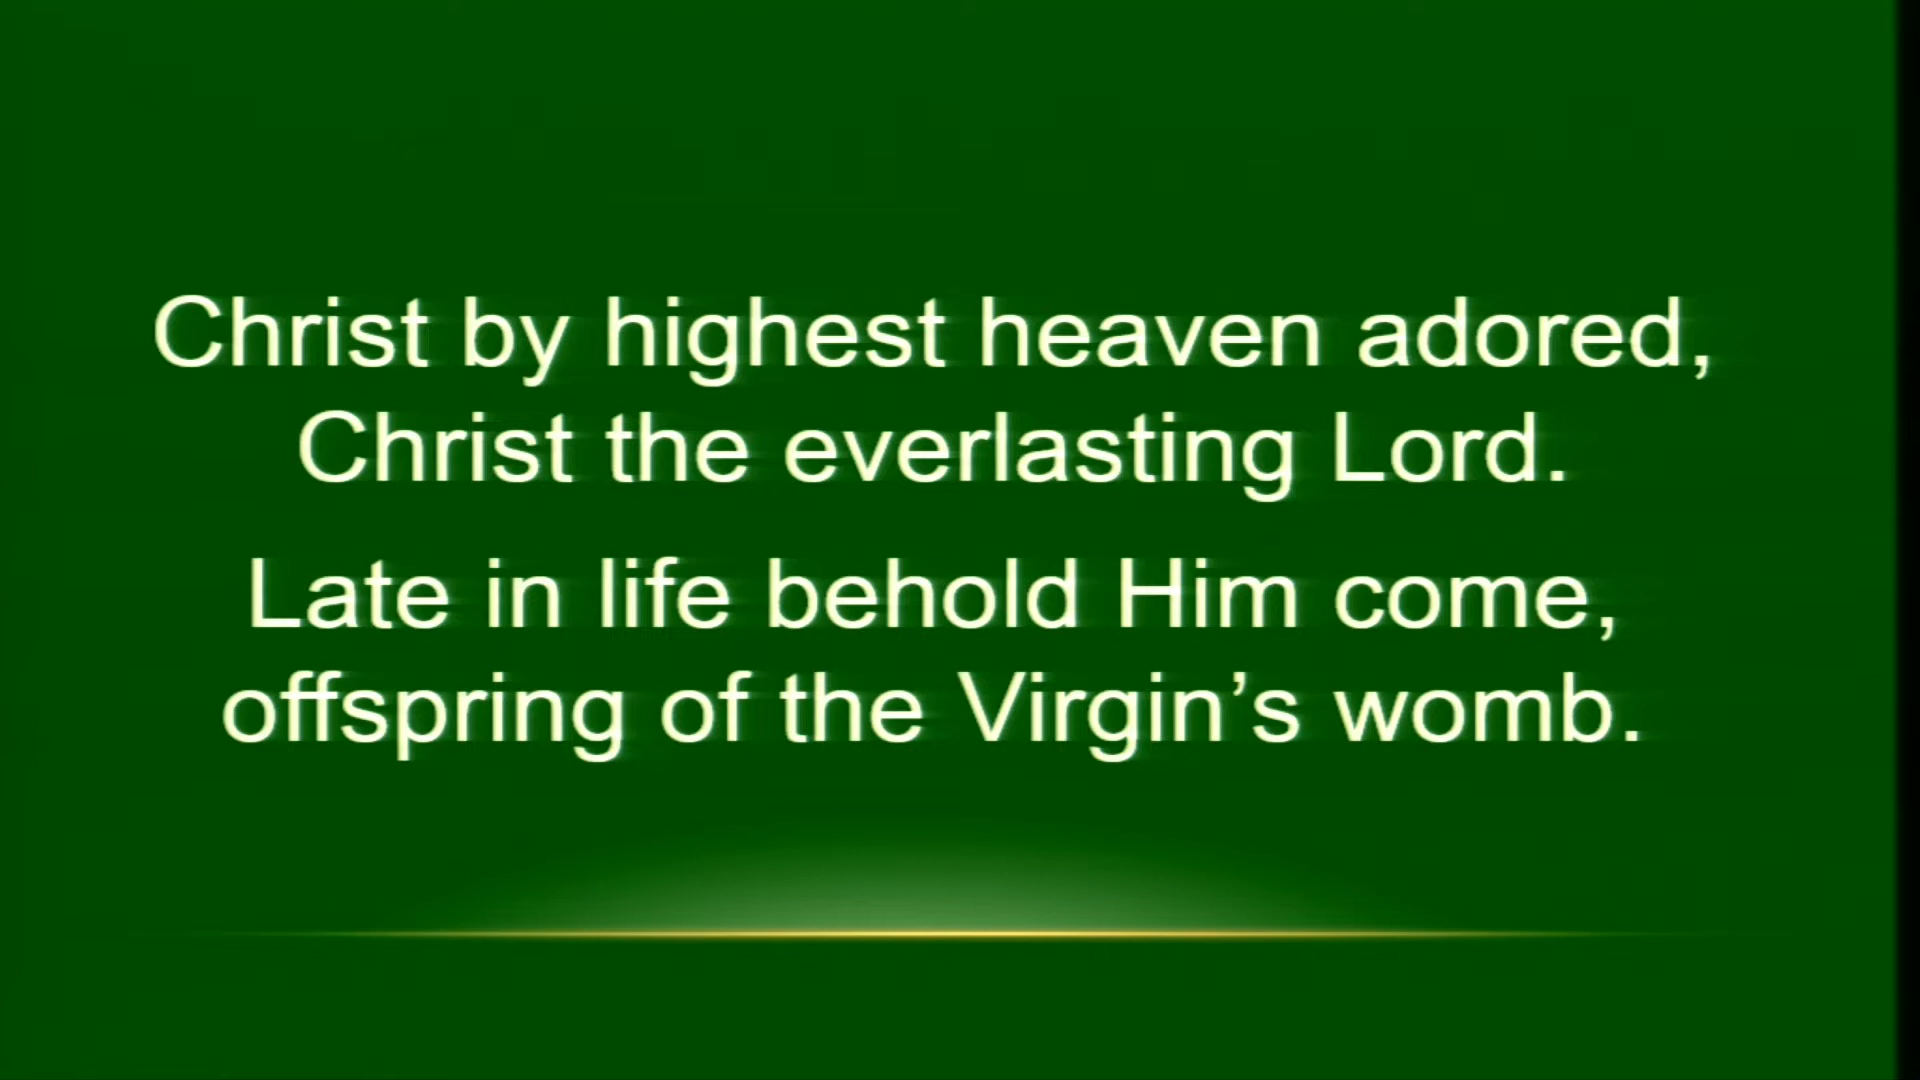 Christ by highest heaven adored,
Christ the everlasting Lord.
Late in life behold Him come,
offspring of the Virgin’s womb.